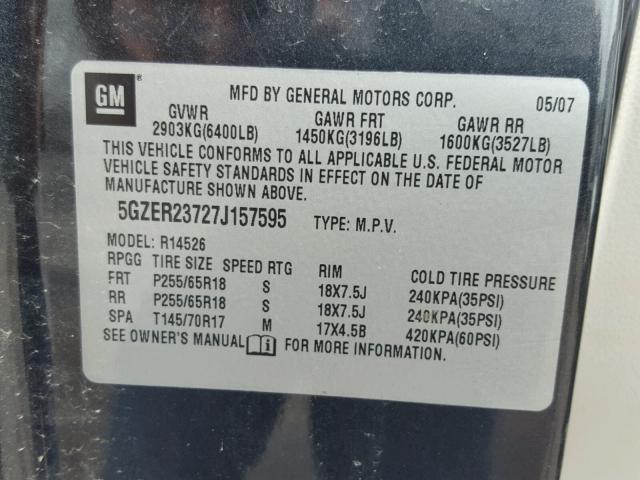 GM ®
MFD BY GENERAL MOTORS CORP. 05/07
GVWR GAWR FRT GAWR RR
2903KG(6400LB) 1450KG(3196LB) 1600KG(3527LB)
THIS VEHICLE CONFORMS TO ALL APPLICABLE U.S. FEDERAL MOTOR
VEHICLE SAFETY STANDARDS IN EFFECT ON THE DATE OF
MANUFACTURE SHOWN ABOVE.
5GZER23727J157595 TYPE: M.P.V.
MODEL: R14526
RPGG TIRE SIZE SPEED RTG RIM COLD TIRE PRESSURE
FRT P255/65R18 S 18X7.5J 240KPA(35PSI)
RR P255/65R18 S 18X7.5J 240KPA(35PSI)
SPA T145/70R17 M 17X4.5B 420KPA(60PSI)
SEE OWNER'S MANUAL FOR MORE INFORMATION.